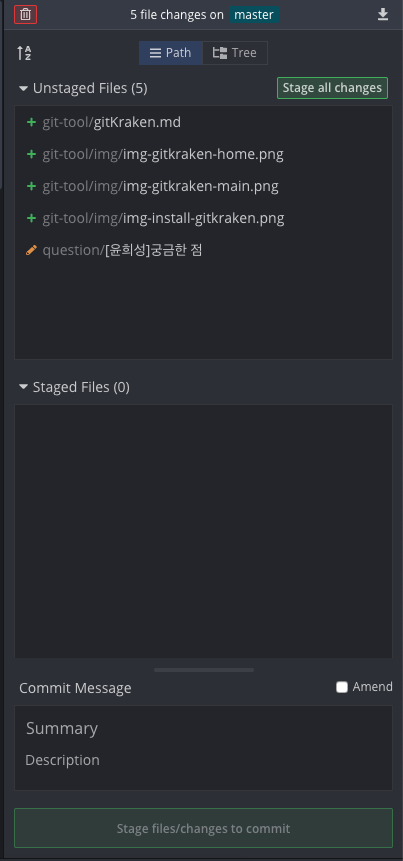 5 file changes on master
A
Z
Path Tree
Unstaged Files (5) Stage all changes
git-tool/gitKraken.md
git-tool/img/img-gitkraken-home.png
git-tool/img/img-gitkraken-main.png
git-tool/img/img-install-gitkraken.png
question/[윤희성]궁금한 점
Staged Files (0)
Commit Message Amend
Summary
Description
Stage files/changes to commit